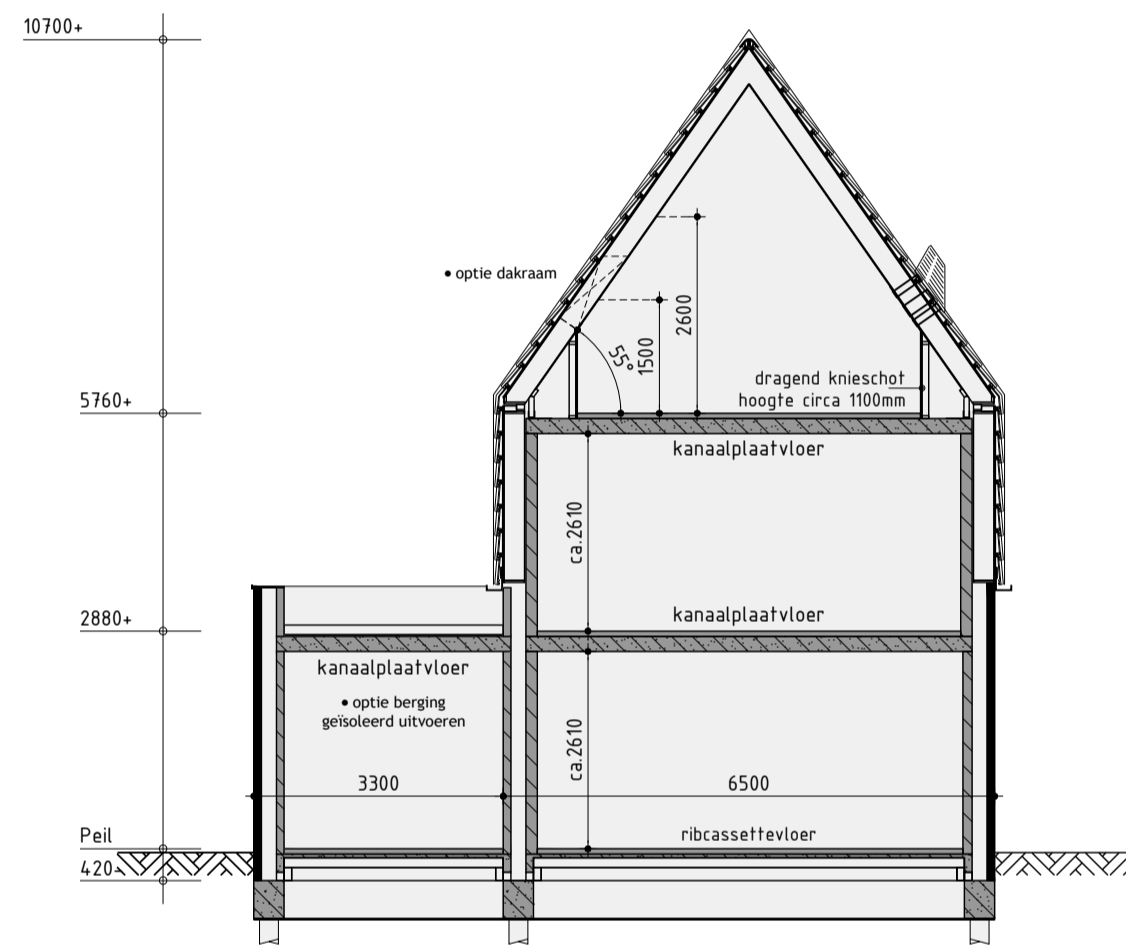 10700+
• optie dakraam
2600
1500
55°
dragend knieschot
hoogte circa 1100mm
5760+
kanaalplaatvloer
ca.2610
kanaalplaatvloer
2880+
kanaalplaatvloer
• optie berging
geïsoleerd uitvoeren
ca.2610
3300
6500
Peil
ribcassettevloer
420-